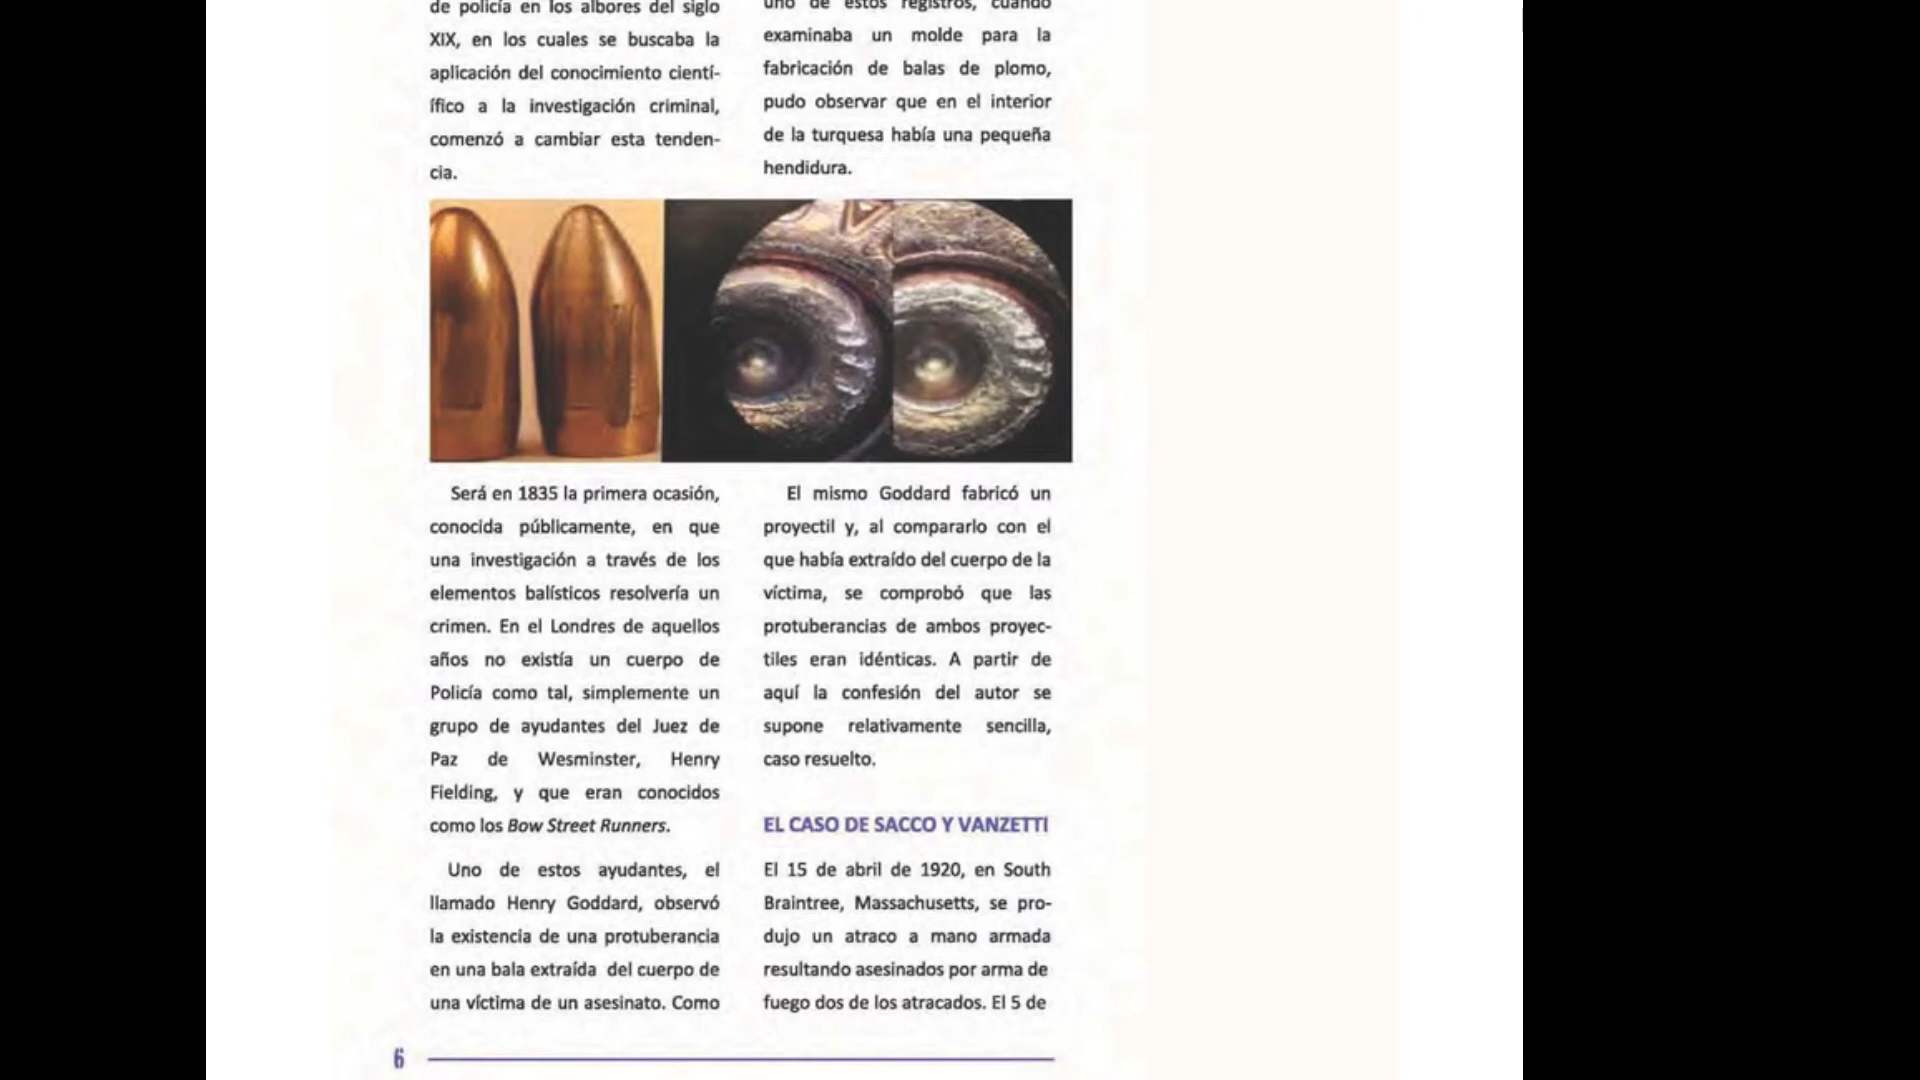 de policía en los albores del siglo
XIX, en los cuales se buscaba la
aplicación del conocimiento cientí-
ífico a la investigación criminal,
comenzó a cambiar esta tenden-
cia.
Será en 1835 la primera ocasión,
conocida públicamente, en que
una investigación a través de los
elementos balísticos resolvería un
crimen. En el Londres de aquellos
años no existía un cuerpo de
Policía como tal, simplemente un
grupo de ayudantes del Juez de
Paz de Wesminster, Henry
Fielding, y que eran conocidos
como los Bow Street Runners.
Uno de estos ayudantes, el
llamado Henry Goddard, observó
la existencia de una protuberancia
en una bala extraída del cuerpo de
una víctima de un asesinato. Como
uno de estos registros, cuando
examinaba un molde para la
fabricación de balas de plomo,
pudo observar que en el interior
de la turquesa había una pequeña
hendidura.
El mismo Goddard fabricó un
proyectil y, al compararlo con el
que había extraído del cuerpo de la
víctima, se comprobó que las
protuberancias de ambos proyec-
tiles eran idénticas. A partir de
aquí la confesión del autor se
supone relativamente sencilla,
caso resuelto.
EL CASO DE SACCO Y VANZETTI
El 15 de abril de 1920, en South
Braintree, Massachusetts, se pro-
dujo un atraco a mano armada
resultando asesinados por arma de
fuego dos de los atracados. El 5 de
6